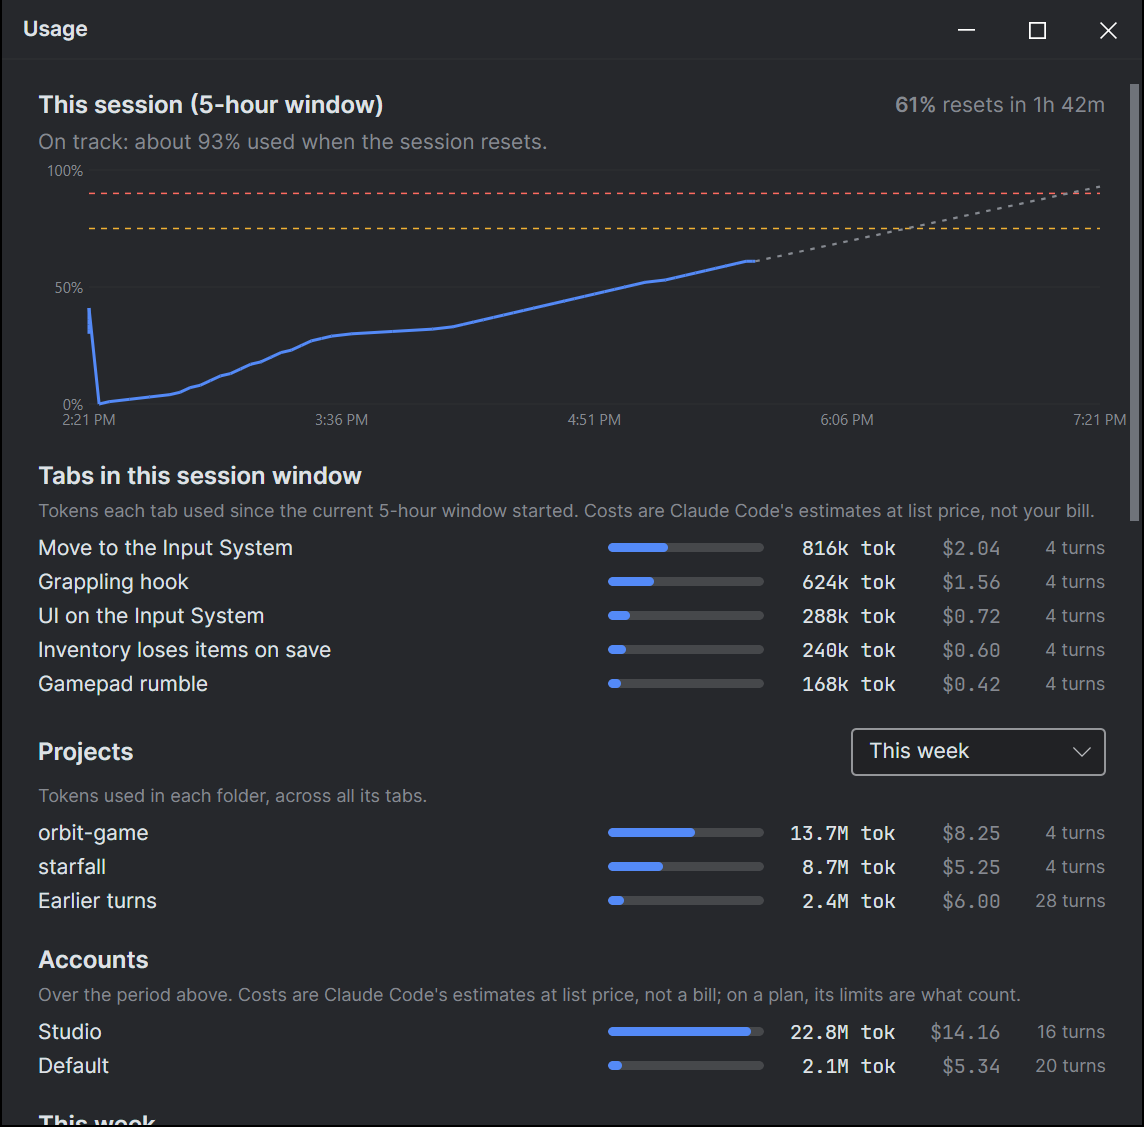 Usage
This session (5-hour window)
61% resets in 1h 42m
On track: about 93% used when the session resets.
100%
50%
0%
2:21 PM
3:36 PM
4:51 PM
6:06 PM
7:21 PM
Tabs in this session window
Tokens each tab used since the current 5-hour window started. Costs are Claude Code's estimates at list price, not your bill.
Move to the Input System 816k tok $2.04 4 turns
Grappling hook 624k tok $1.56 4 turns
UI on the Input System 288k tok $0.72 4 turns
Inventory loses items on save 240k tok $0.60 4 turns
Gamepad rumble 168k tok $0.42 4 turns
Projects
This week
Tokens used in each folder, across all its tabs.
orbit-game 13.7M tok $8.25 4 turns
starfall 8.7M tok $5.25 4 turns
Earlier turns 2.4M tok $6.00 28 turns
Accounts
Over the period above. Costs are Claude Code's estimates at list price, not a bill; on a plan, its limits are what count.
Studio 22.8M tok $14.16 16 turns
Default 2.1M tok $5.34 20 turns
This week